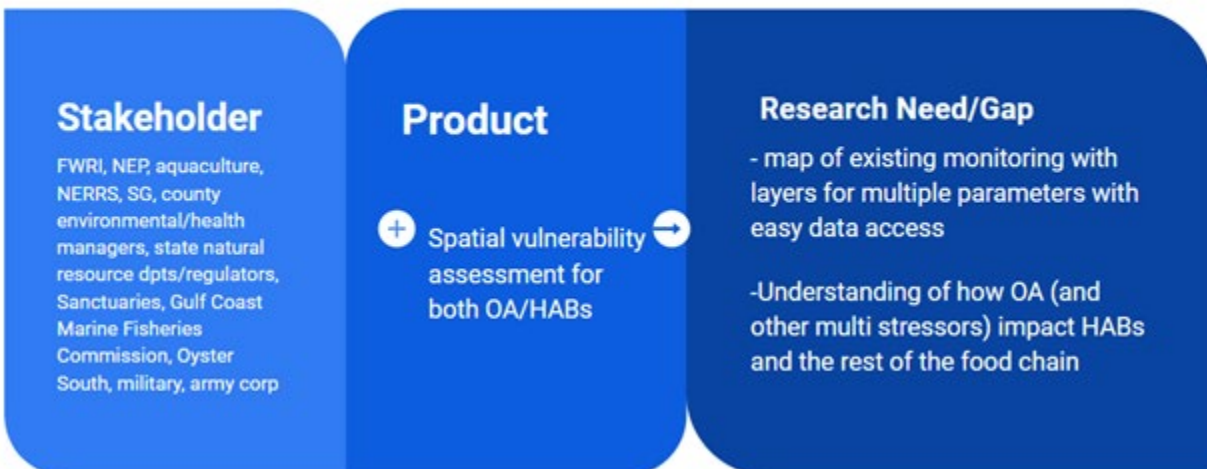 Stakeholder
FWRI, NEP, aquaculture,
NERRS, SG, county
environmental/health
managers, state natural
resource dpts/regulators,
Sanctuaries, Gulf Coast
Marine Fisheries
Commission, Oyster
South, military, army corp
Product
Spatial vulnerability
assessment for
both OA/HABs
Research Need/Gap
- map of existing monitoring with
layers for multiple parameters with
easy data access
-Understanding of how OA (and
other multi stressors) impact HABs
and the rest of the food chain